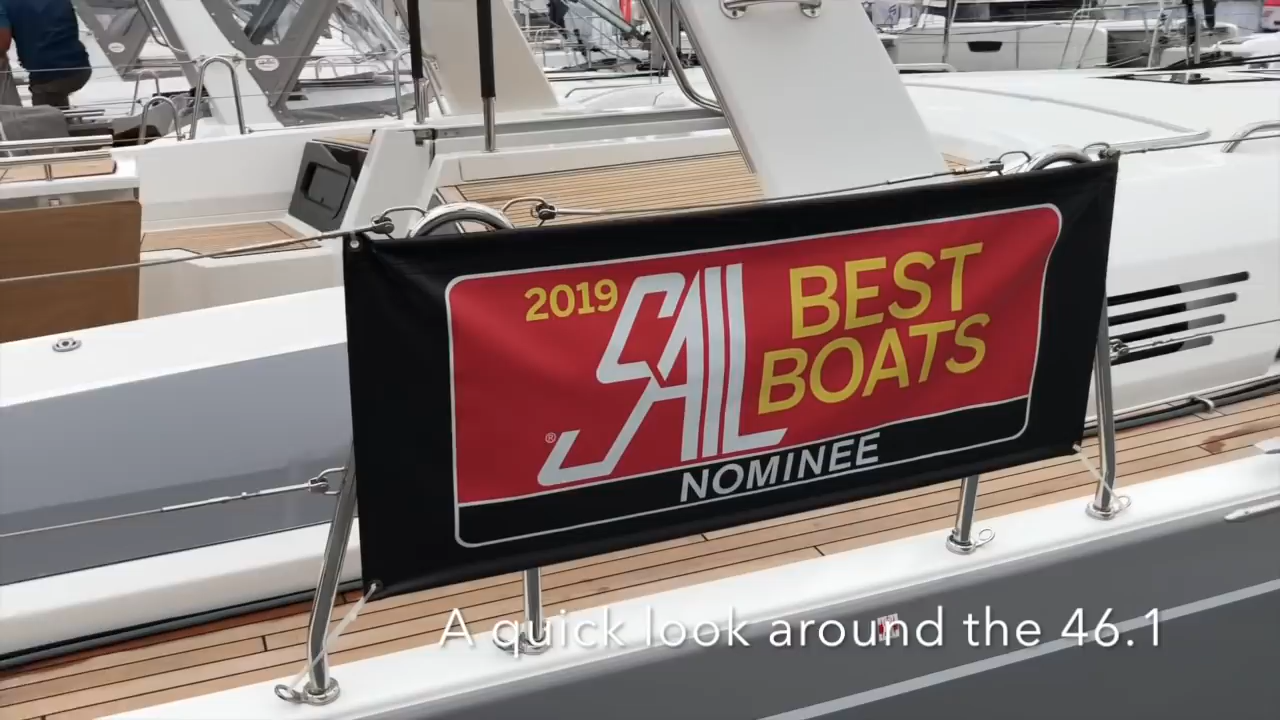 2019 SAIL BEST
BOATS
®
NOMINEE
A quick look around the 46.1